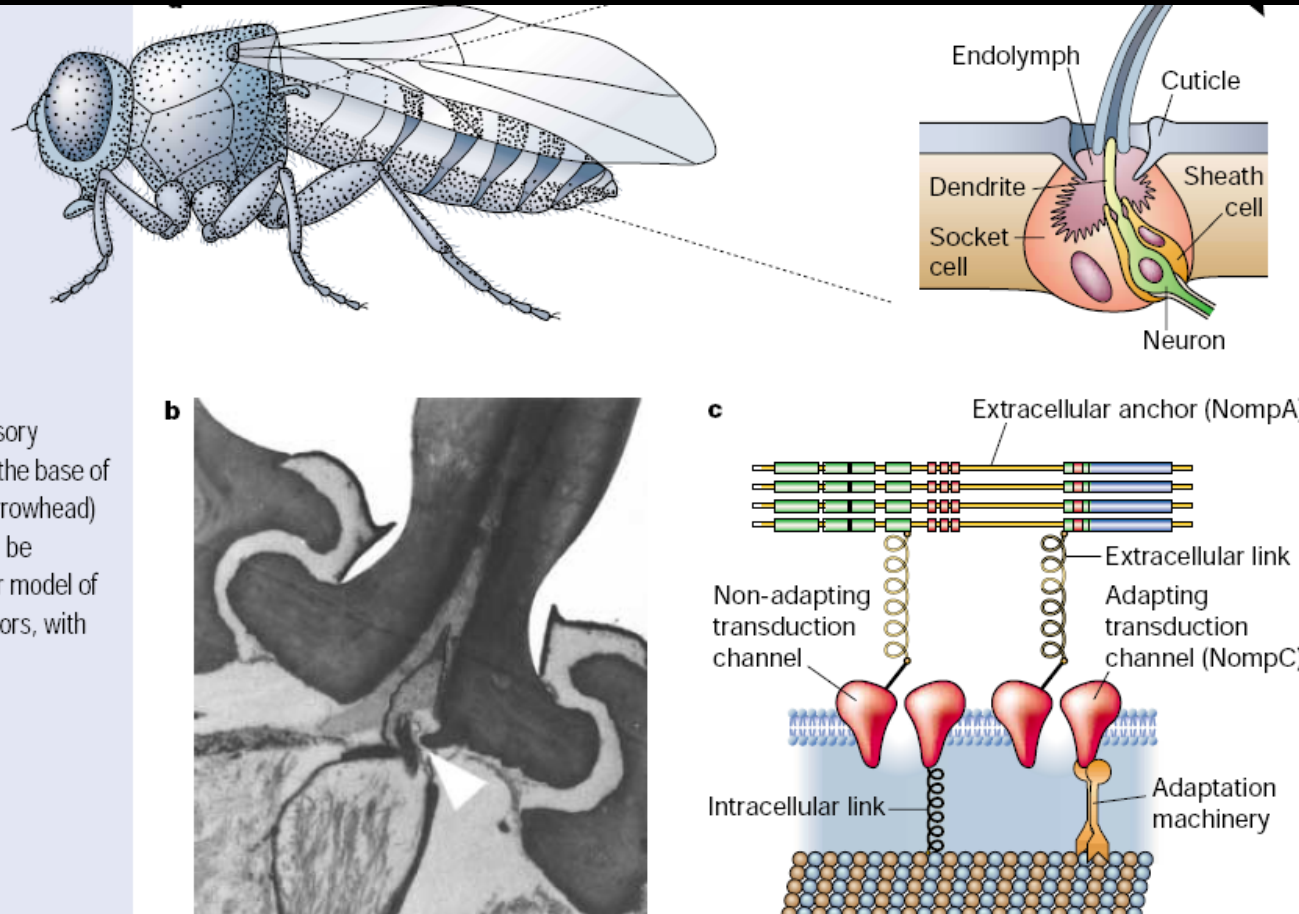 Endolymph
Cuticle
Dendrite
Sheath
cell
Socket
cell
Neuron
sory
the base of
rowhead)
be
r model of
ors, with
b
c
Extracellular anchor (NompA)
Extracellular link
Non-adapting
transduction
channel
Adapting
transduction
channel (NompC)
Intracellular link
Adaptation
machinery